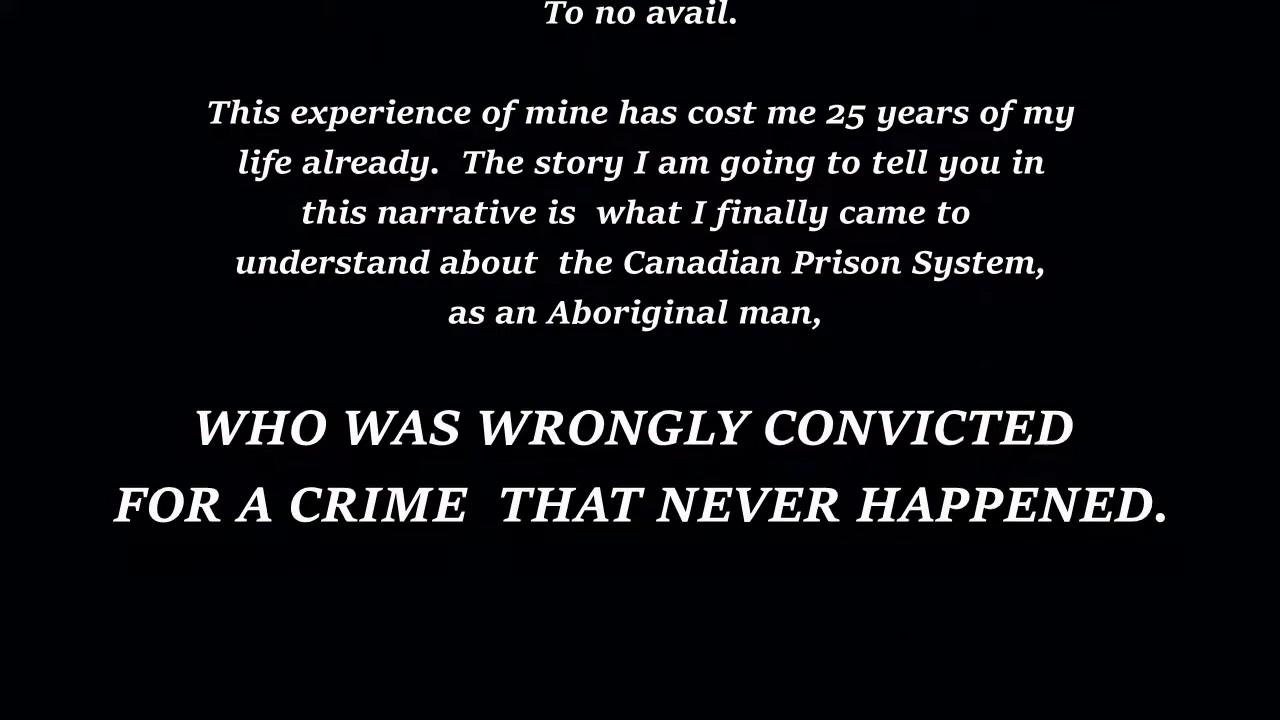 To no avail.
This experience of mine has cost me 25 years of my
life already.  The story I am going to tell you in
this narrative is  what I finally came to
understand about  the Canadian Prison System,
as an Aboriginal man,
WHO WAS WRONGLY CONVICTED
FOR A CRIME  THAT NEVER HAPPENED.